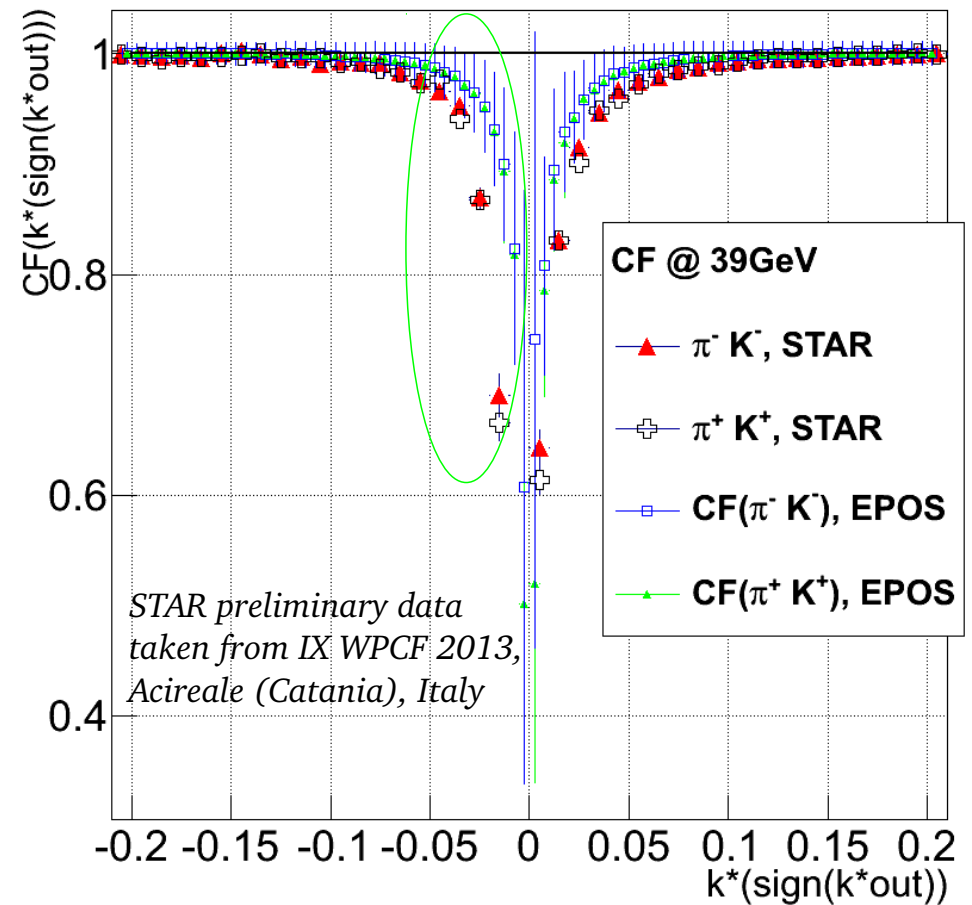 CF(k*(sign(k*out)))
1
0.8
0.6
0.4
CF @ 39GeV
π- K-, STAR
π+ K+, STAR
CF(π- K-), EPOS
CF(π+ K+), EPOS
STAR preliminary data
taken from IX WPCF 2013,
Acireale (Catania), Italy
-0.2 -0.15 -0.1 -0.05 0 0.05 0.1 0.15 0.2
k*(sign(k*out))